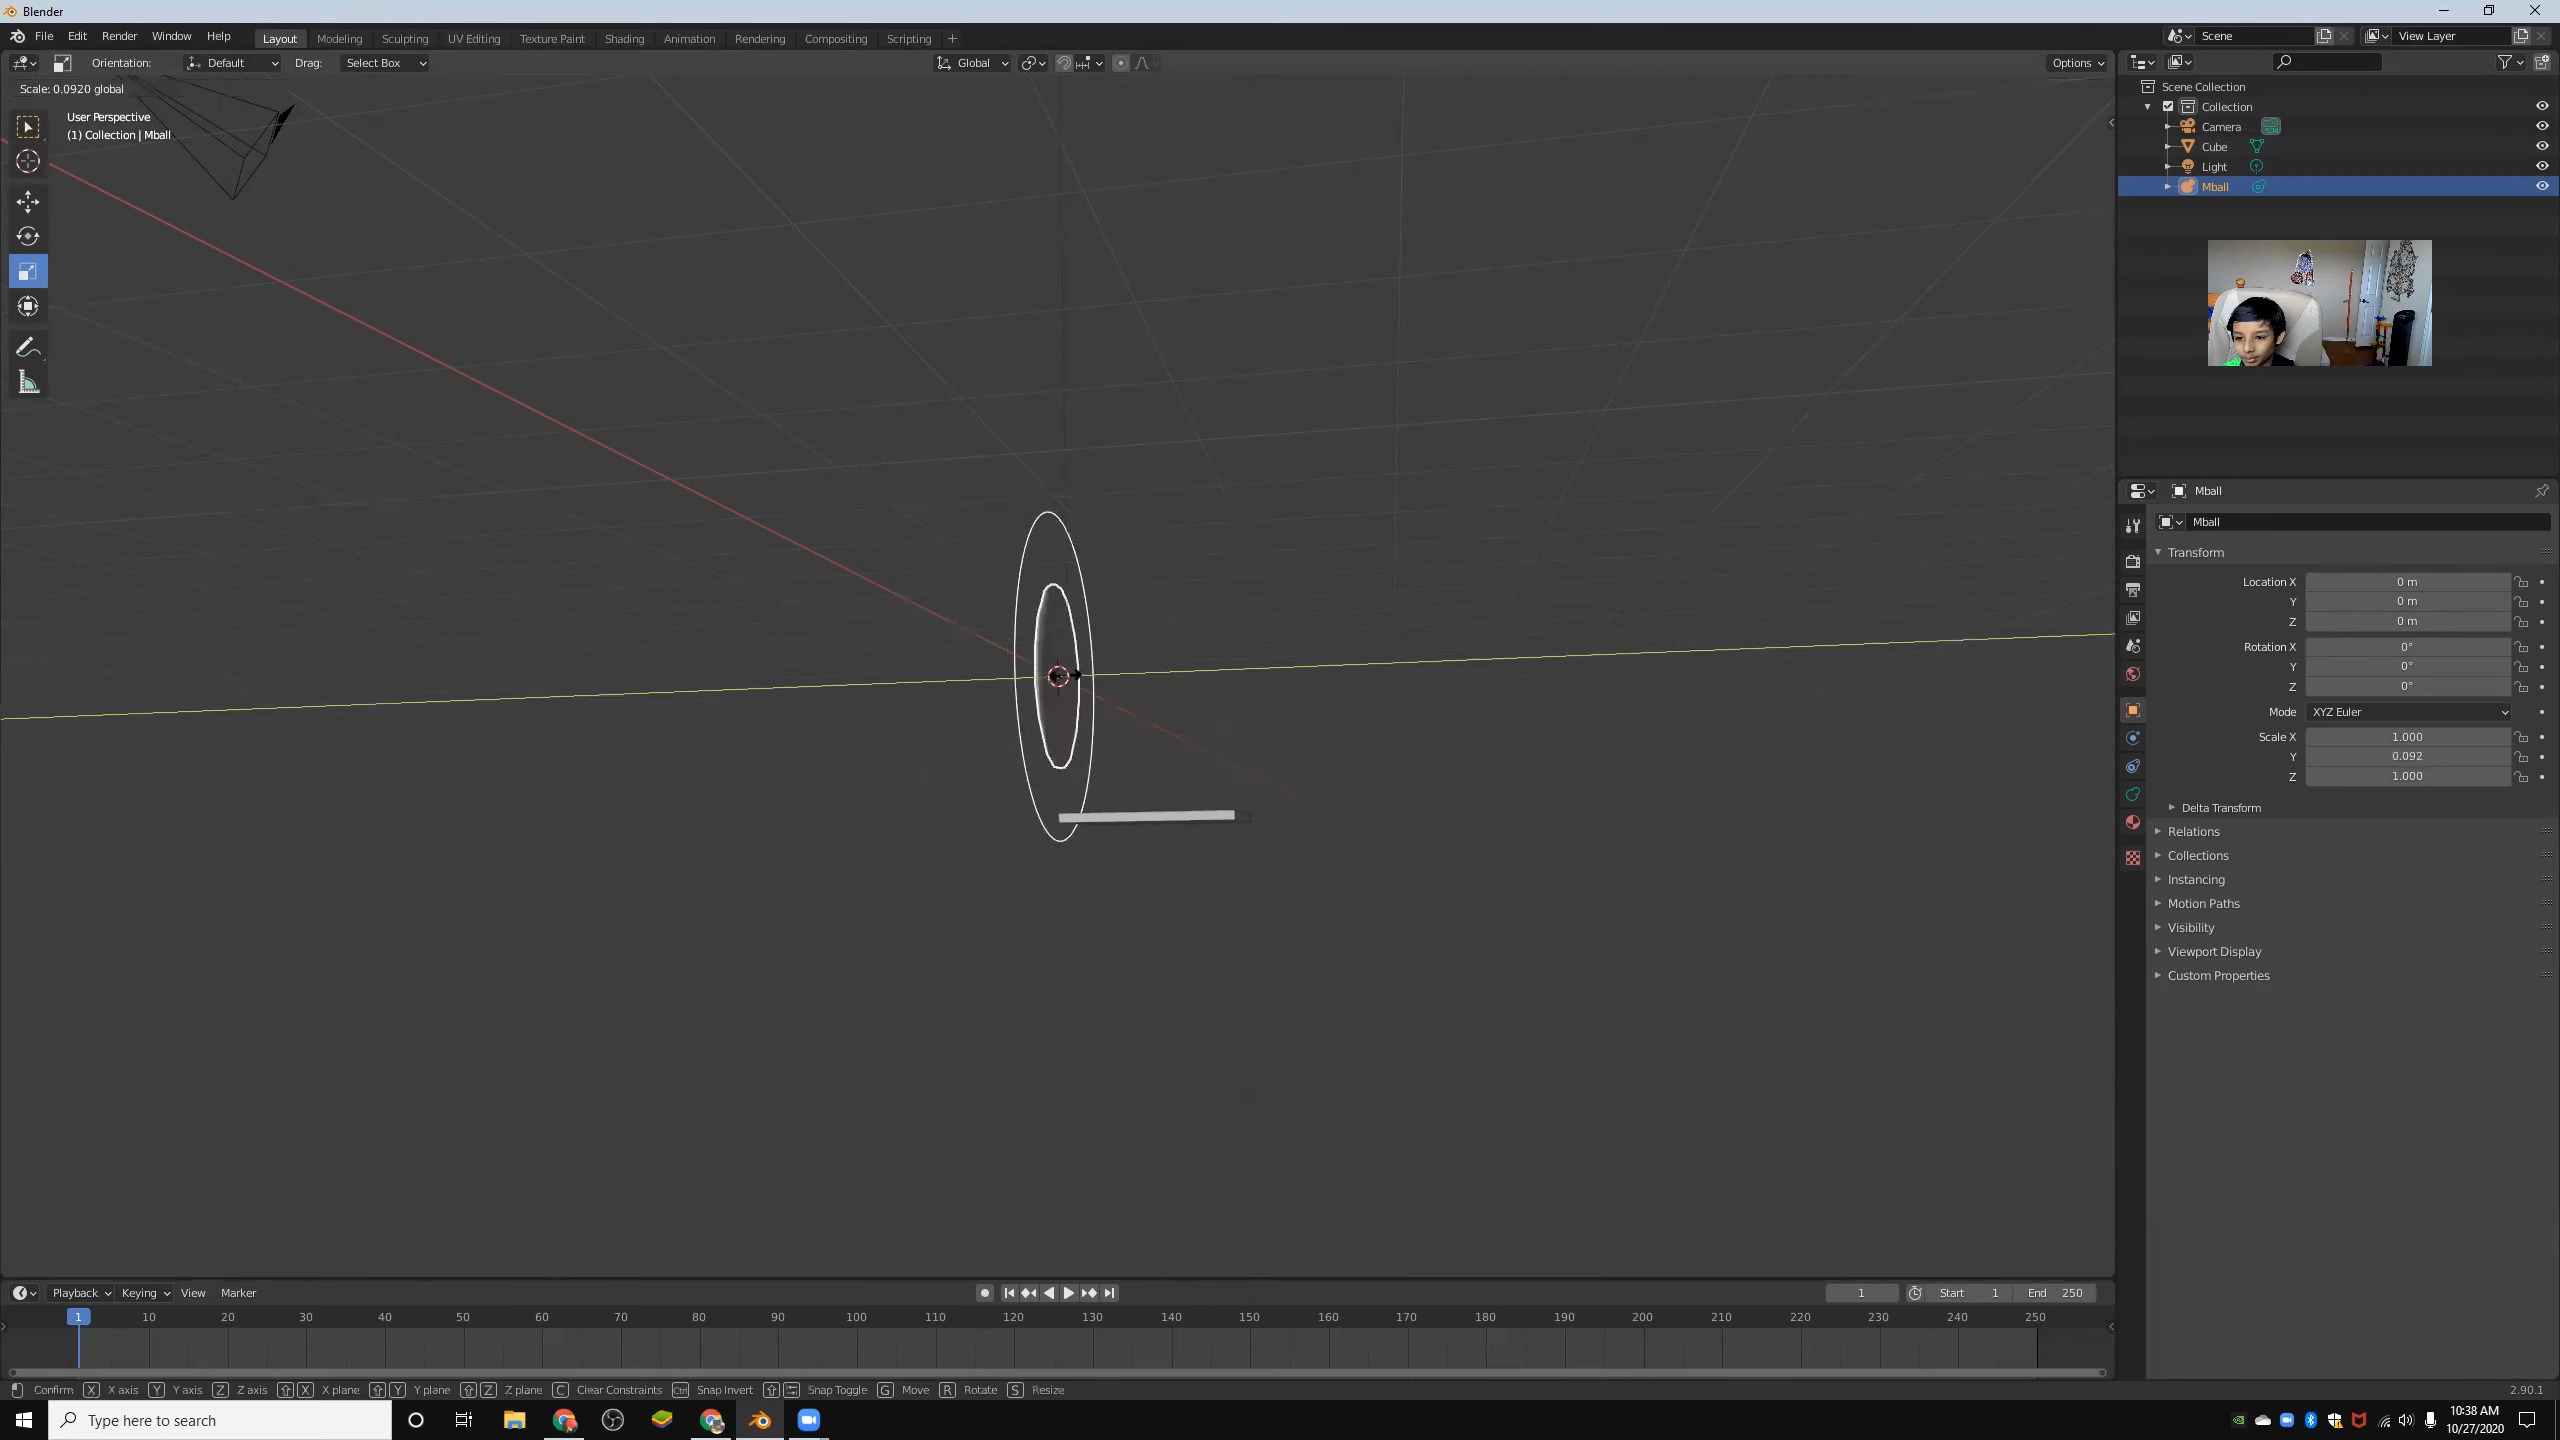 Blender
File Edit Render Window Help Layout Modeling Sculpting UV Editing Texture Paint Shading Animation Rendering Compositing Scripting + Scene View Layer
Orientation: Default Drag: Select Box Global Options
Scale: 0.0920 global
User Perspective
(1) Collection | Mball
Scene Collection
Collection
Camera
Cube
Light
Mball
Mball
Mball
Transform
Location X 0 m
Y 0 m
Z 0 m
Rotation X 0°
Y 0°
Z 0°
Mode XYZ Euler
Scale X 1.000
Y 0.092
Z 1.000
Delta Transform
Relations
Collections
Instancing
Motion Paths
Visibility
Viewport Display
Custom Properties
Playback Keying View Marker 1 Start 1 End 250
1 10 20 30 40 50 60 70 80 90 100 110 120 130 140 150 160 170 180 190 200 210 220 230 240 250
Confirm X X axis Y Y axis Z Z axis X X plane Y Y plane Z Z plane C Clear Constraints Ctrl Snap Invert Snap Toggle G Move R Rotate S Resize 2.90.1
Type here to search
10:38 AM
10/27/2020